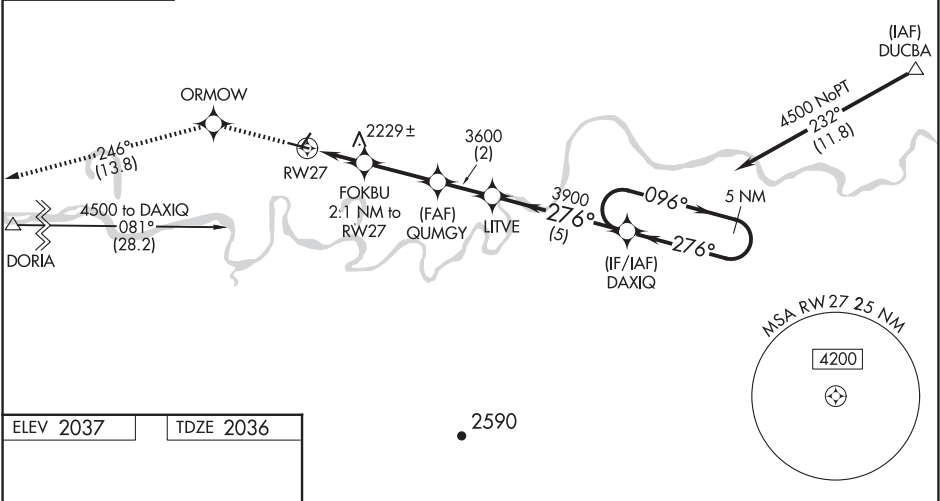 (IAF)
DUCBA
4500 NoPT
232°
(11.8)
ORMOW
2229 ±
3600
(2)
246°
(13.8)
RW27
FOKBU
2:1 NM to
RW27
(FAF)
QUMGY
LITVE
3900
276°
(5)
096°
5 NM
276°
4500 to DAXIQ
081°
(28.2)
DORIA
(IF/IAF)
DAXIQ
MSA RW 27 25 NM
4200
ELEV 2037
TDZE 2036
2590